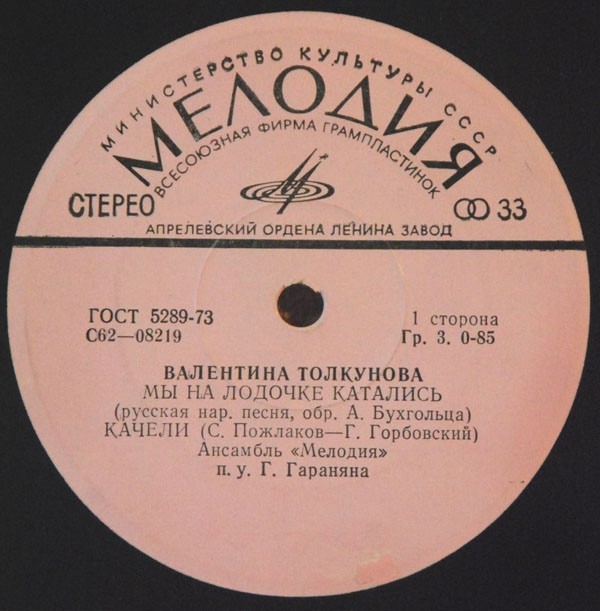 МИНИСТЕРСТВО КУЛЬТУРЫ СССР
МЕЛОДИЯ
ВСЕСОЮЗНАЯ ФИРМА ГРАМПЛАСТИНОК
СТЕРЕО
33
АПРЕЛЕВСКИЙ ОРДЕНА ЛЕНИНА ЗАВОД
ГОСТ 5289-73
1 сторона
С62—08219
Гр. 3. 0-85
ВАЛЕНТИНА ТОЛКУНОВА
МЫ НА ЛОДОЧКЕ КАТАЛИСЬ
(русская нар. песня, обр. А. Бухгольца)
КАЧЕЛИ (С. Пожлаков—Г. Горбовский)
Ансамбль «Мелодия»
п. у. Г. Гараняна